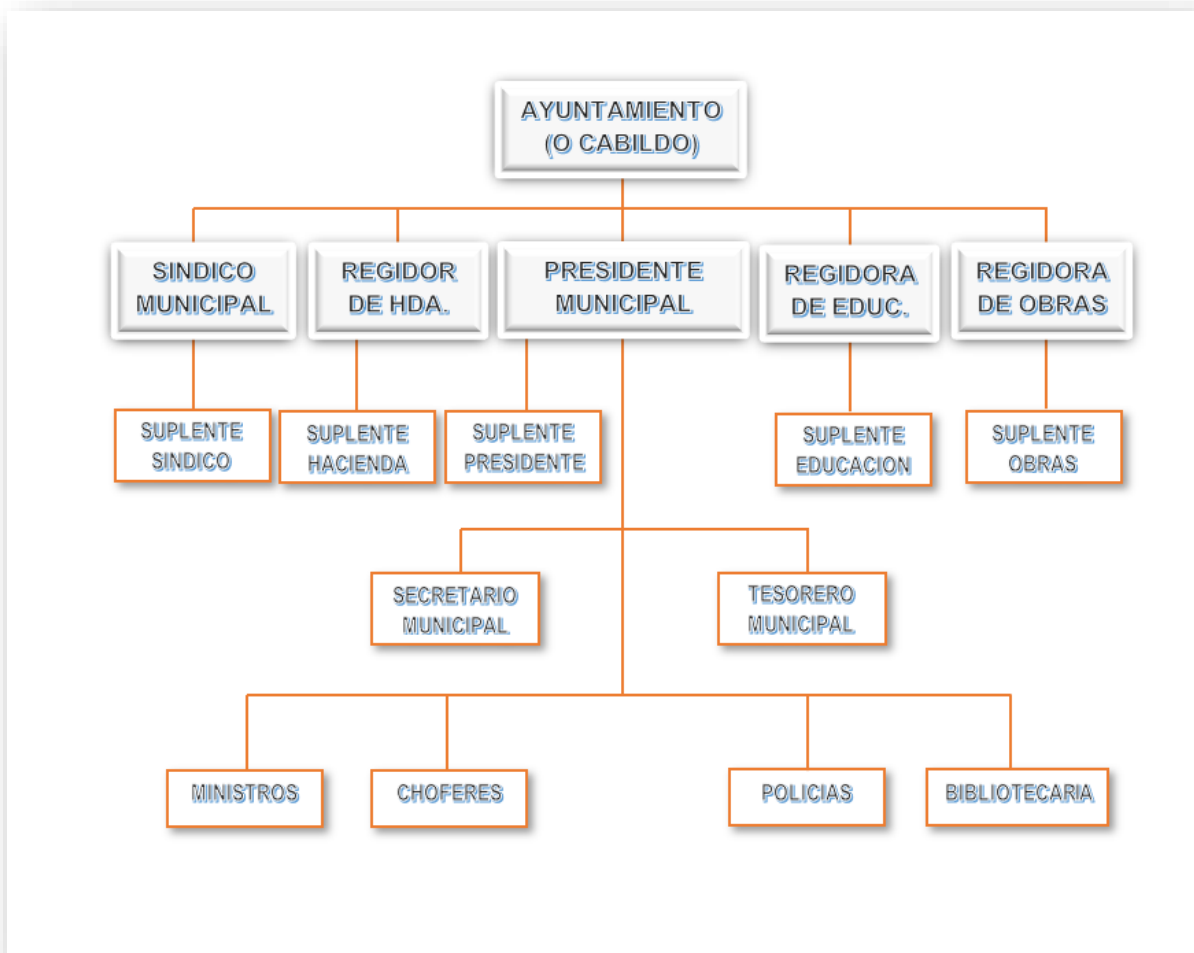 AYUNTAMIENTO
(O CABILDO)
SINDICO
MUNICIPAL
REGIDOR
DE HDA.
PRESIDENTE
MUNICIPAL
REGIDORA
DE EDUC.
REGIDORA
DE OBRAS
SUPLENTE
SINDICO
SUPLENTE
HACIENDA
SUPLENTE
PRESIDENTE
SUPLENTE
EDUCACION
SUPLENTE
OBRAS
SECRETARIO
MUNICIPAL
TESORERO
MUNICIPAL
MINISTROS
CHOFERES
POLICIAS
BIBLIOTECARIA